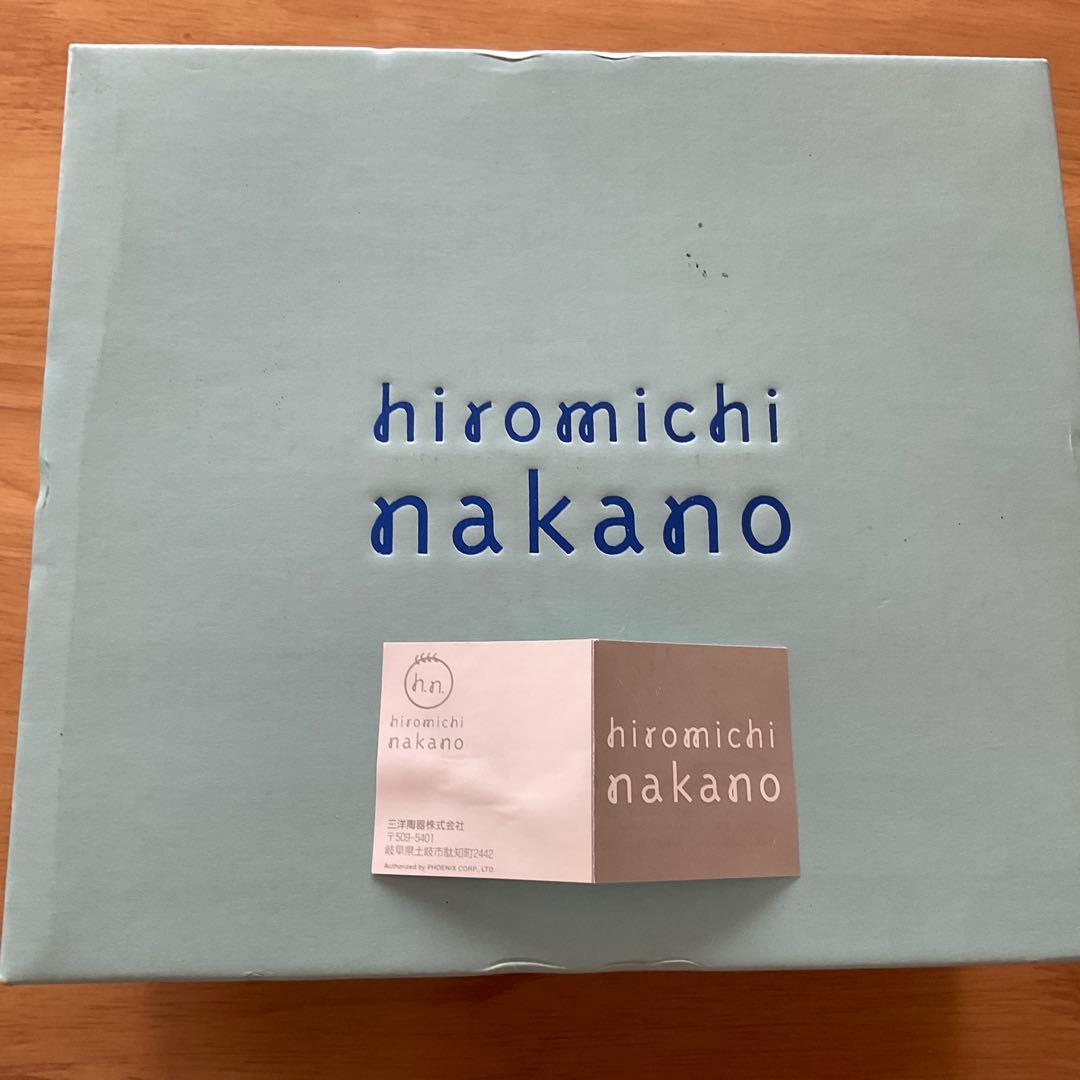 hiromichi
nakano
h.n.
hiromichi
nakano
三洋陶器株式会社
〒509-5401
岐阜県土岐市駄知町2442
Authorized by PHOENIX CORP., LTD.
hiromichi
nakano